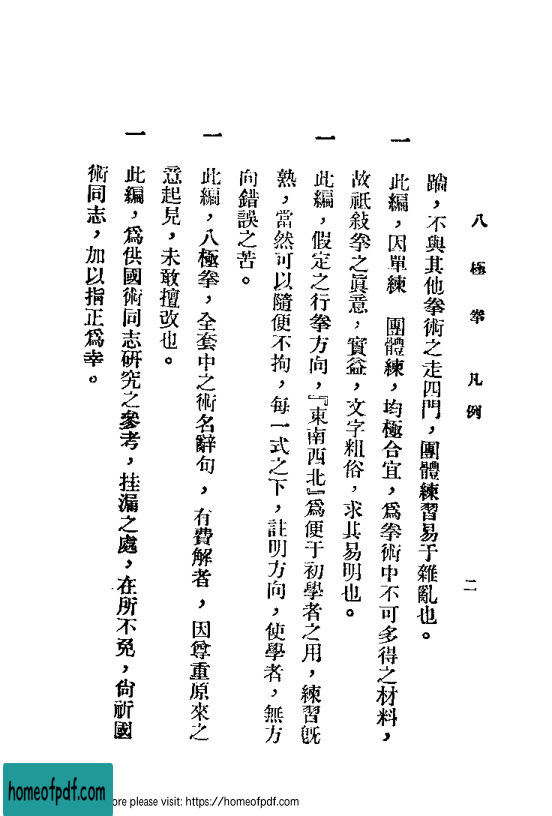 八極拳 凡例
二
踰，不與其他拳術之走四門，團體練習易于雜亂也。
一 此編，因單練 團體練，均極合宜，爲拳術中不可多得之材料，
故祇敍拳之眞意，實益，文字粗俗，求其易明也。
一 此編，假定之行拳方向，『東南西北』爲便于初學者之用，練習旣
熟，當然可以隨便不拘，每一式之下，註明方向，使學者，無方
向錯誤之苦。
一 此編，八極拳，全套中之術名辭句，有費解者，因尊重原來之
意起見，未敢擅改也。
一 此編，爲供國術同志硏究之參考，挂漏之處，在所不免，尙祈國
術同志，加以指正爲幸。
homeofpdf.com
ore please visit: https://homeofpdf.com